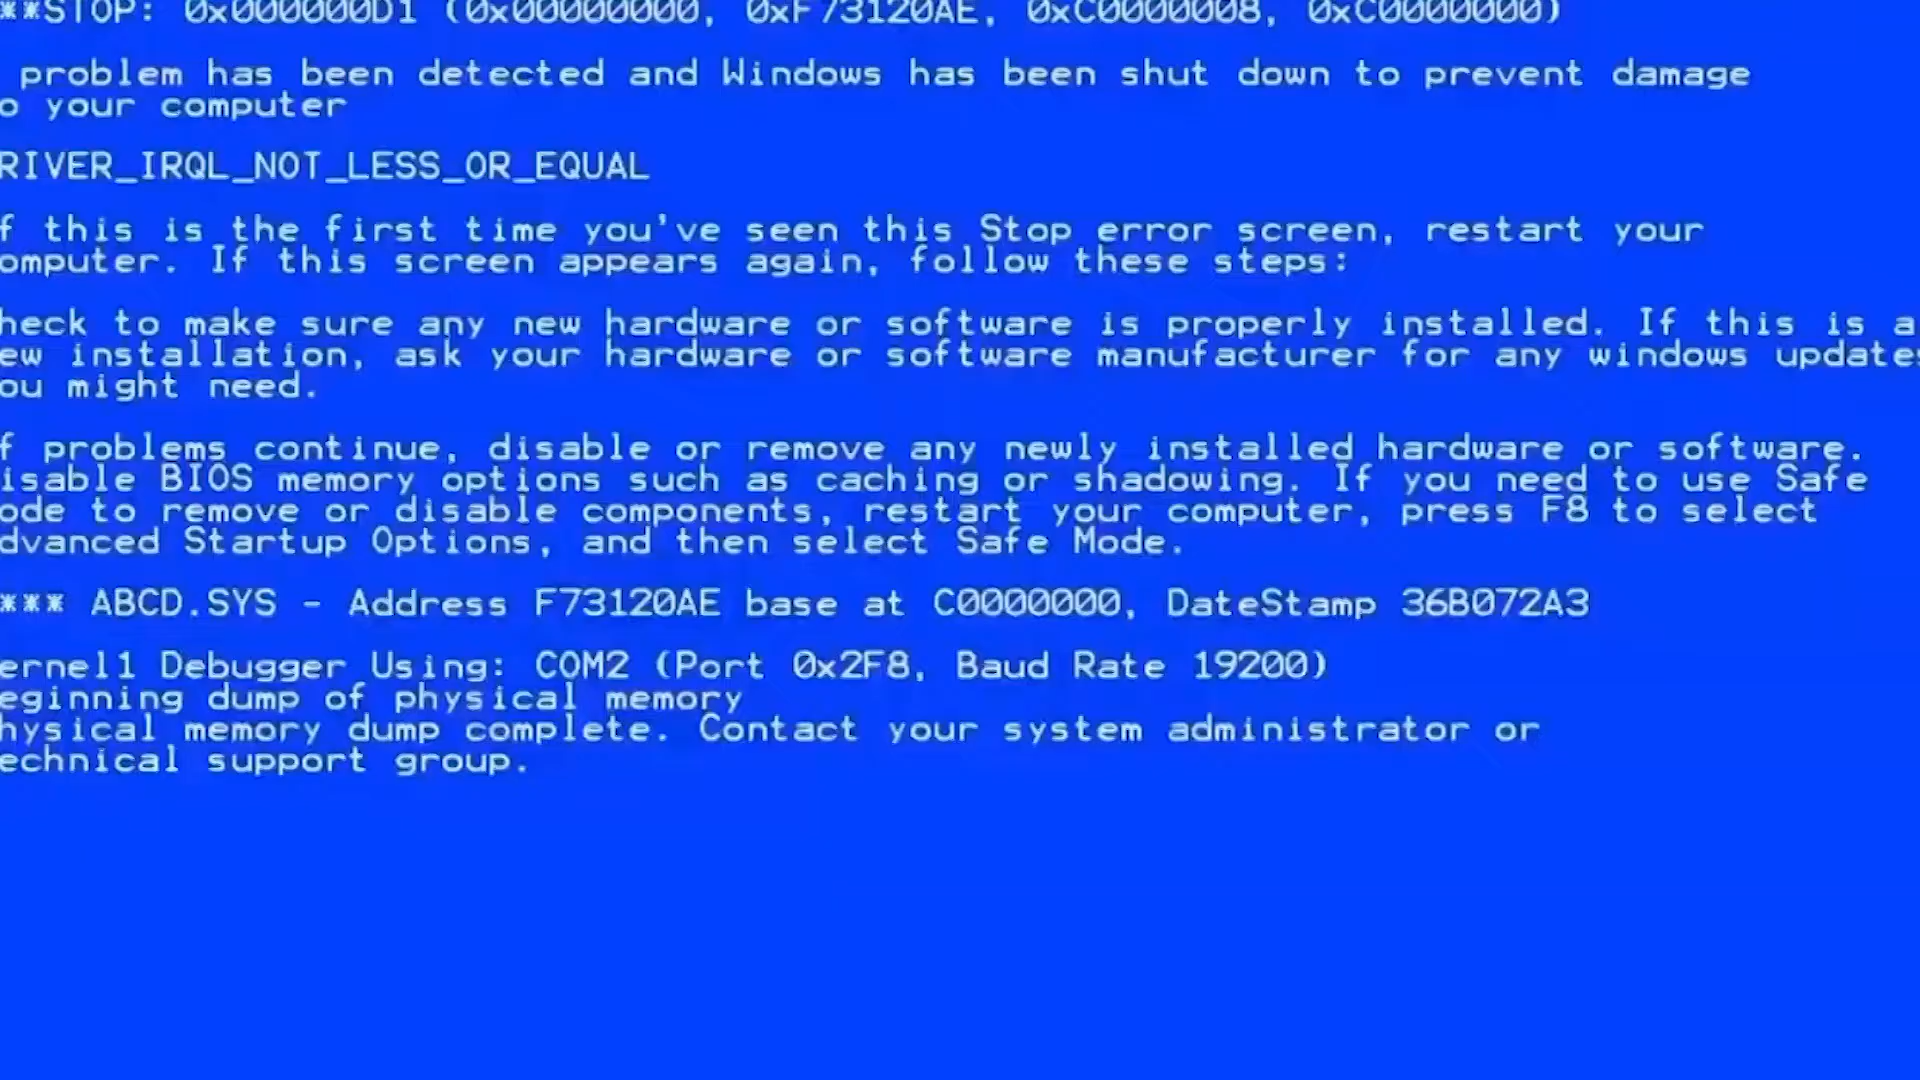 **STOP: 0x000000D1 (0x00000000, 0xF73120AE, 0xC0000008, 0xC0000000)
problem has been detected and Windows has been shut down to prevent damage
o your computer
RIVER_IRQL_NOT_LESS_OR_EQUAL
f this is the first time you've seen this Stop error screen, restart your
omputer. If this screen appears again, follow these steps:
heck to make sure any new hardware or software is properly installed. If this is a
ew installation, ask your hardware or software manufacturer for any windows updates
ou might need.
f problems continue, disable or remove any newly installed hardware or software.
isable BIOS memory options such as caching or shadowing. If you need to use Safe
ode to remove or disable components, restart your computer, press F8 to select
dvanced Startup Options, and then select Safe Mode.
*** ABCD.SYS - Address F73120AE base at C0000000, DateStamp 36B072A3
ernel1 Debugger Using: COM2 (Port 0x2F8, Baud Rate 19200)
eginning dump of physical memory
hysical memory dump complete. Contact your system administrator or
echnical support group.